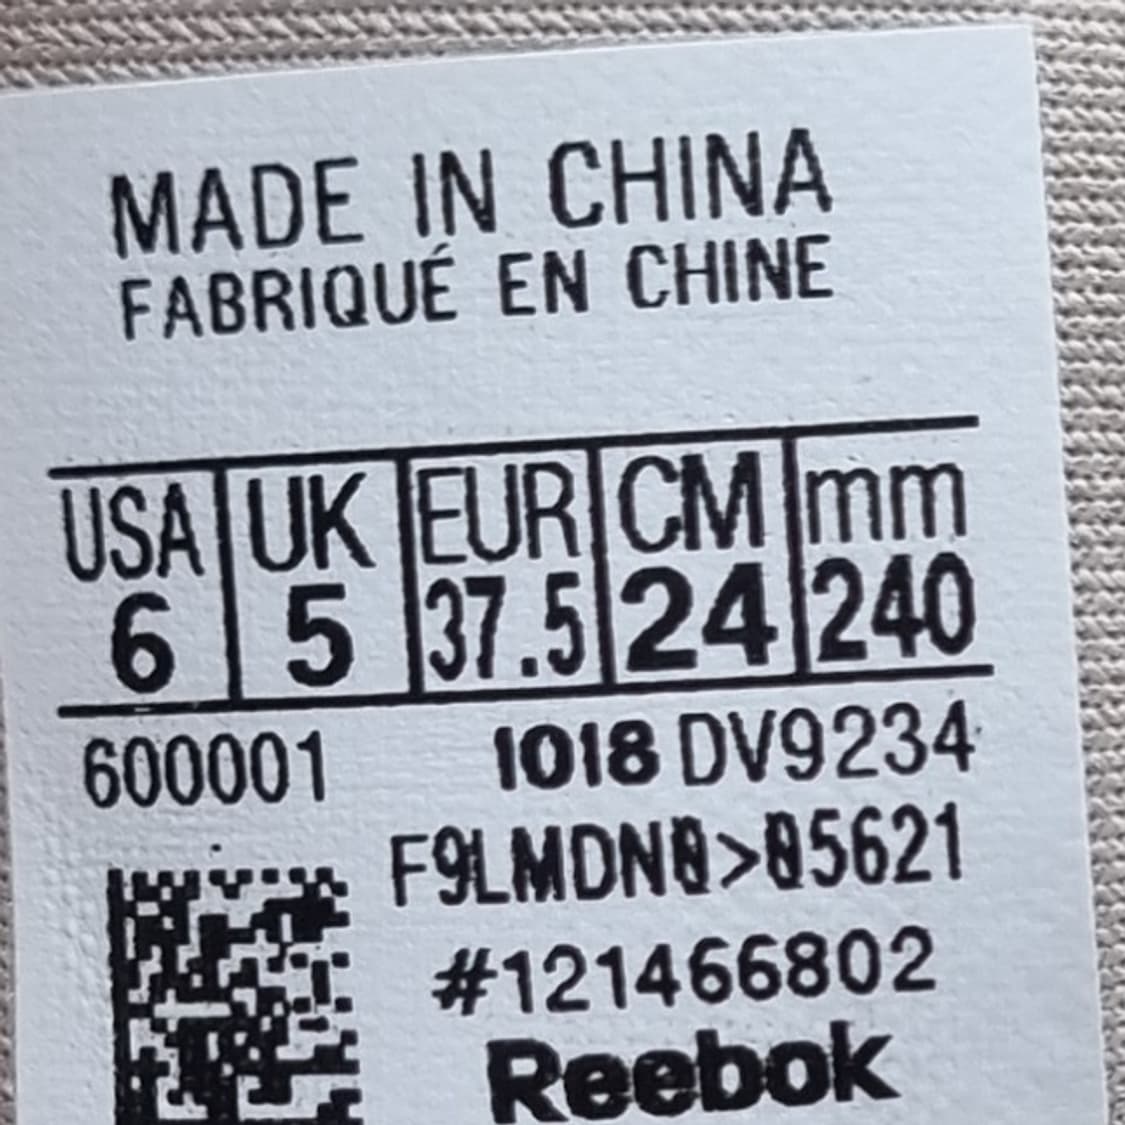 MADE IN CHINA
FABRIQUÉ EN CHINE
USA UK EUR CM mm
6 5 37.5 24 240
600001 1018 DV9234
F9LMDN0>05621
#121466802
Reebok